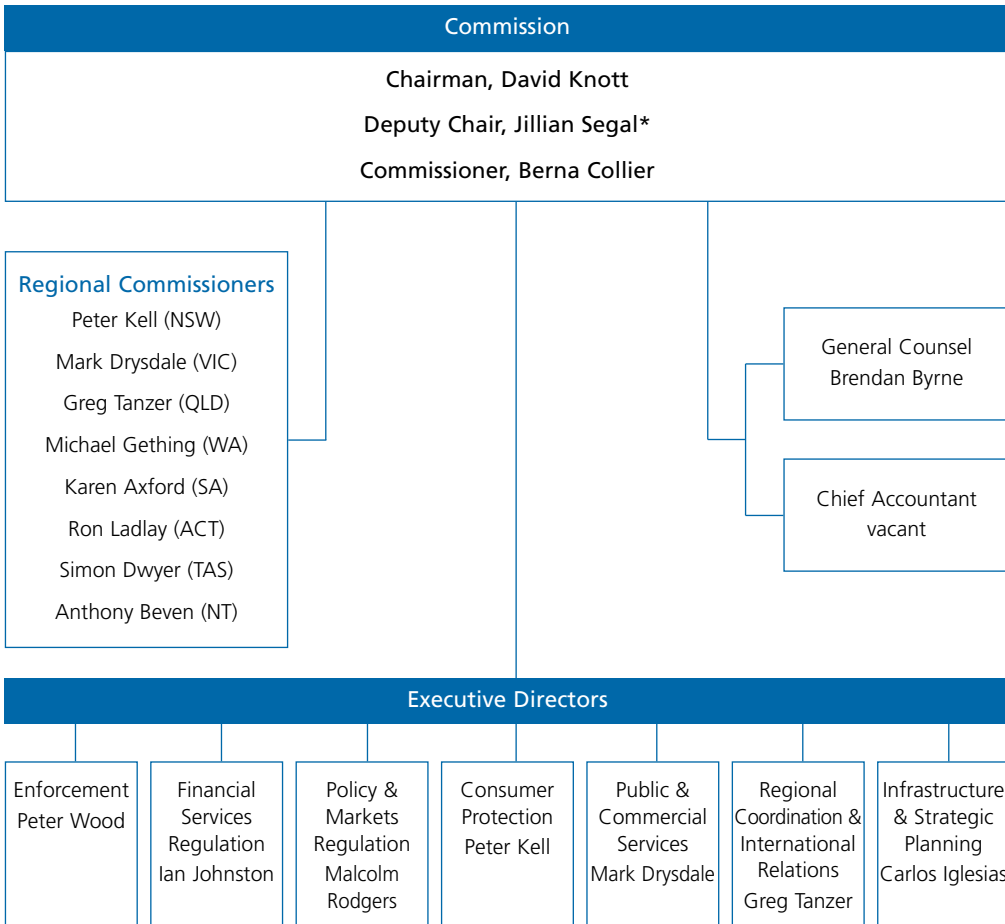 Commission
Chairman, David Knott
Deputy Chair, Jillian Segal*
Commissioner, Berna Collier
Regional Commissioners
Peter Kell (NSW)
Mark Drysdale (VIC)
Greg Tanzer (QLD)
Michael Gething (WA)
Karen Axford (SA)
Ron Ladlay (ACT)
Simon Dwyer (TAS)
Anthony Beven (NT)
General Counsel
Brendan Byrne
Chief Accountant
vacant
Executive Directors
Enforcement
Peter Wood
Financial
Services
Regulation
Ian Johnston
Policy &
Markets
Regulation
Malcolm
Rodgers
Consumer
Protection
Peter Kell
Public &
Commercial
Services
Mark Drysdale
Regional
Coordination &
International
Relations
Greg Tanzer
Infrastructure
& Strategic
Planning
Carlos Iglesias